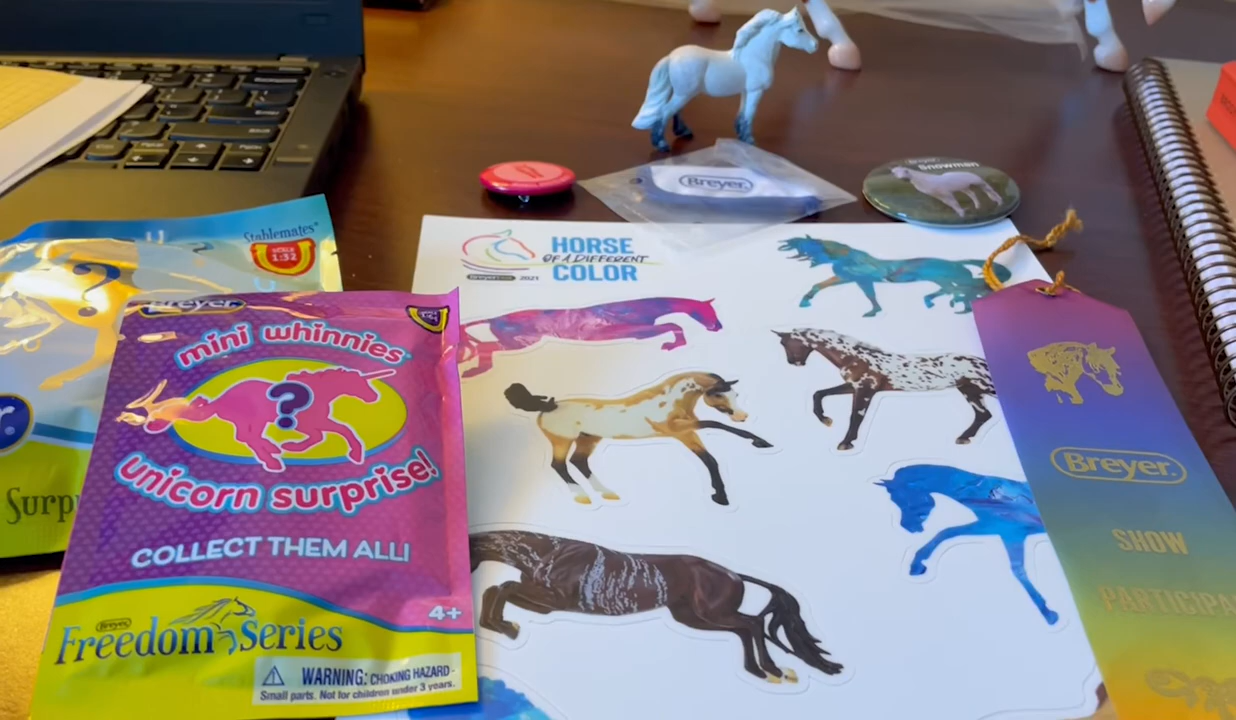 Breyer
Snowman
Breyer.
Stablemates
SCALE
1:32
HORSE
OF A DIFFERENT
COLOR
2021
Breyer
mini whinnies
unicorn surprise!
COLLECT THEM ALL!
4+
Breyer
Freedom Series
WARNING: CHOKING HAZARD -
Small parts. Not for children under 3 years.
Surp
Breyer.
SHOW
PARTICIPA